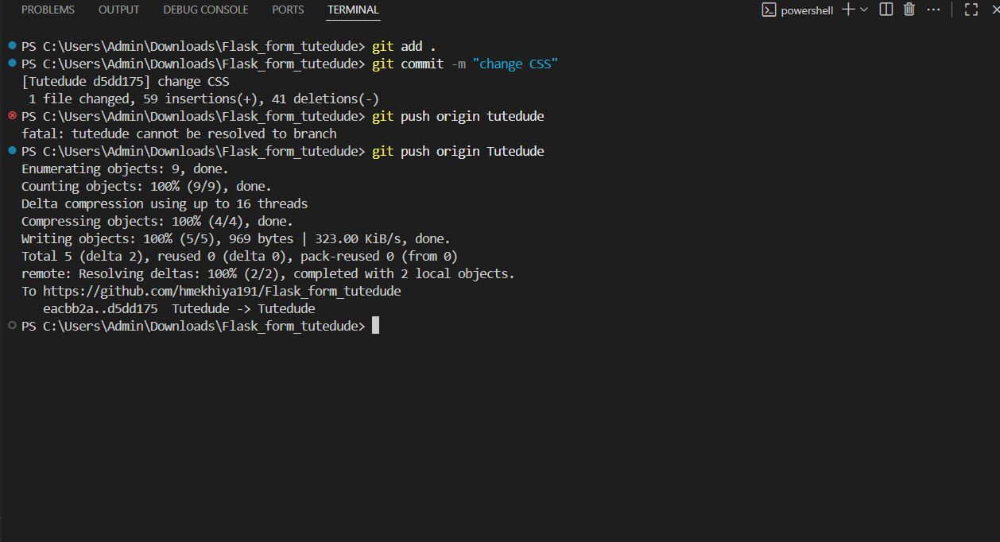 PROBLEMS OUTPUT DEBUG CONSOLE PORTS TERMINAL powershell
PS C:\Users\Admin\Downloads\Flask_form_tutedude> git add .
PS C:\Users\Admin\Downloads\Flask_form_tutedude> git commit -m "change CSS"
[Tutedude d5dd175] change CSS
 1 file changed, 59 insertions(+), 41 deletions(-)
PS C:\Users\Admin\Downloads\Flask_form_tutedude> git push origin tutedude
fatal: tutedude cannot be resolved to branch
PS C:\Users\Admin\Downloads\Flask_form_tutedude> git push origin Tutedude
Enumerating objects: 9, done.
Counting objects: 100% (9/9), done.
Delta compression using up to 16 threads
Compressing objects: 100% (4/4), done.
Writing objects: 100% (5/5), 969 bytes | 323.00 KiB/s, done.
Total 5 (delta 2), reused 0 (delta 0), pack-reused 0 (from 0)
remote: Resolving deltas: 100% (2/2), completed with 2 local objects.
To https://github.com/hmekhiya191/Flask_form_tutedude
   eacbb2a..d5dd175  Tutedude -> Tutedude
PS C:\Users\Admin\Downloads\Flask_form_tutedude>